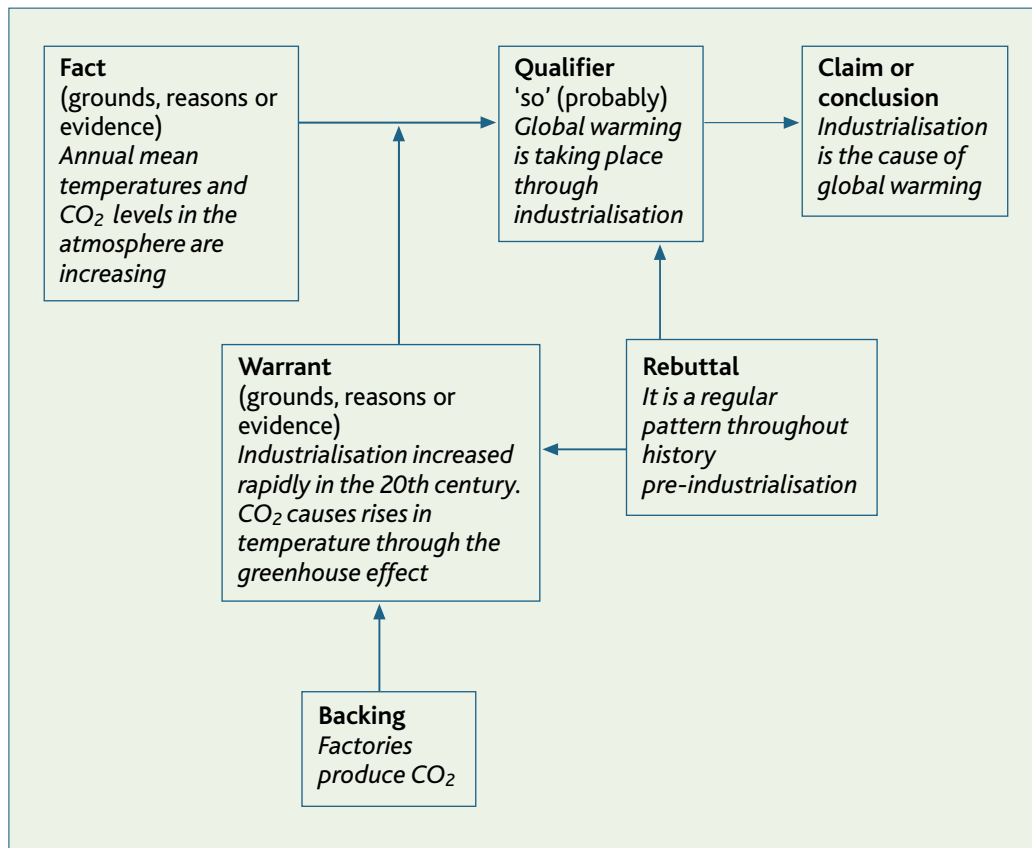 Fact
(grounds, reasons or
evidence)
Annual mean
temperatures and
CO₂ levels in the
atmosphere are
increasing
Qualifier
‘so’ (probably)
Global warming
is taking place
through
industrialisation
Claim or
conclusion
Industrialisation
is the cause of
global warming
Warrant
(grounds, reasons or
evidence)
Industrialisation increased
rapidly in the 20th century.
CO₂ causes rises in
temperature through the
greenhouse effect
Rebuttal
It is a regular
pattern throughout
history
pre-industrialisation
Backing
Factories
produce CO₂